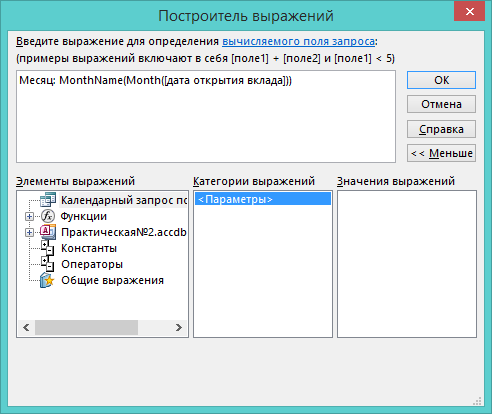 Построитель выражений
Введите выражение для определения вычисляемого поля запроса:
(примеры выражений включают в себя [поле1] + [поле2] и [поле1] < 5)
Месяц: MonthName(Month([дата открытия вклада]))
ОК
Отмена
Справка
<< Меньше
Элементы выражений
Календарный запрос по
Функции
Практическая№2.accdb
Константы
Операторы
Общие выражения
Категории выражений
<Параметры>
Значения выражений